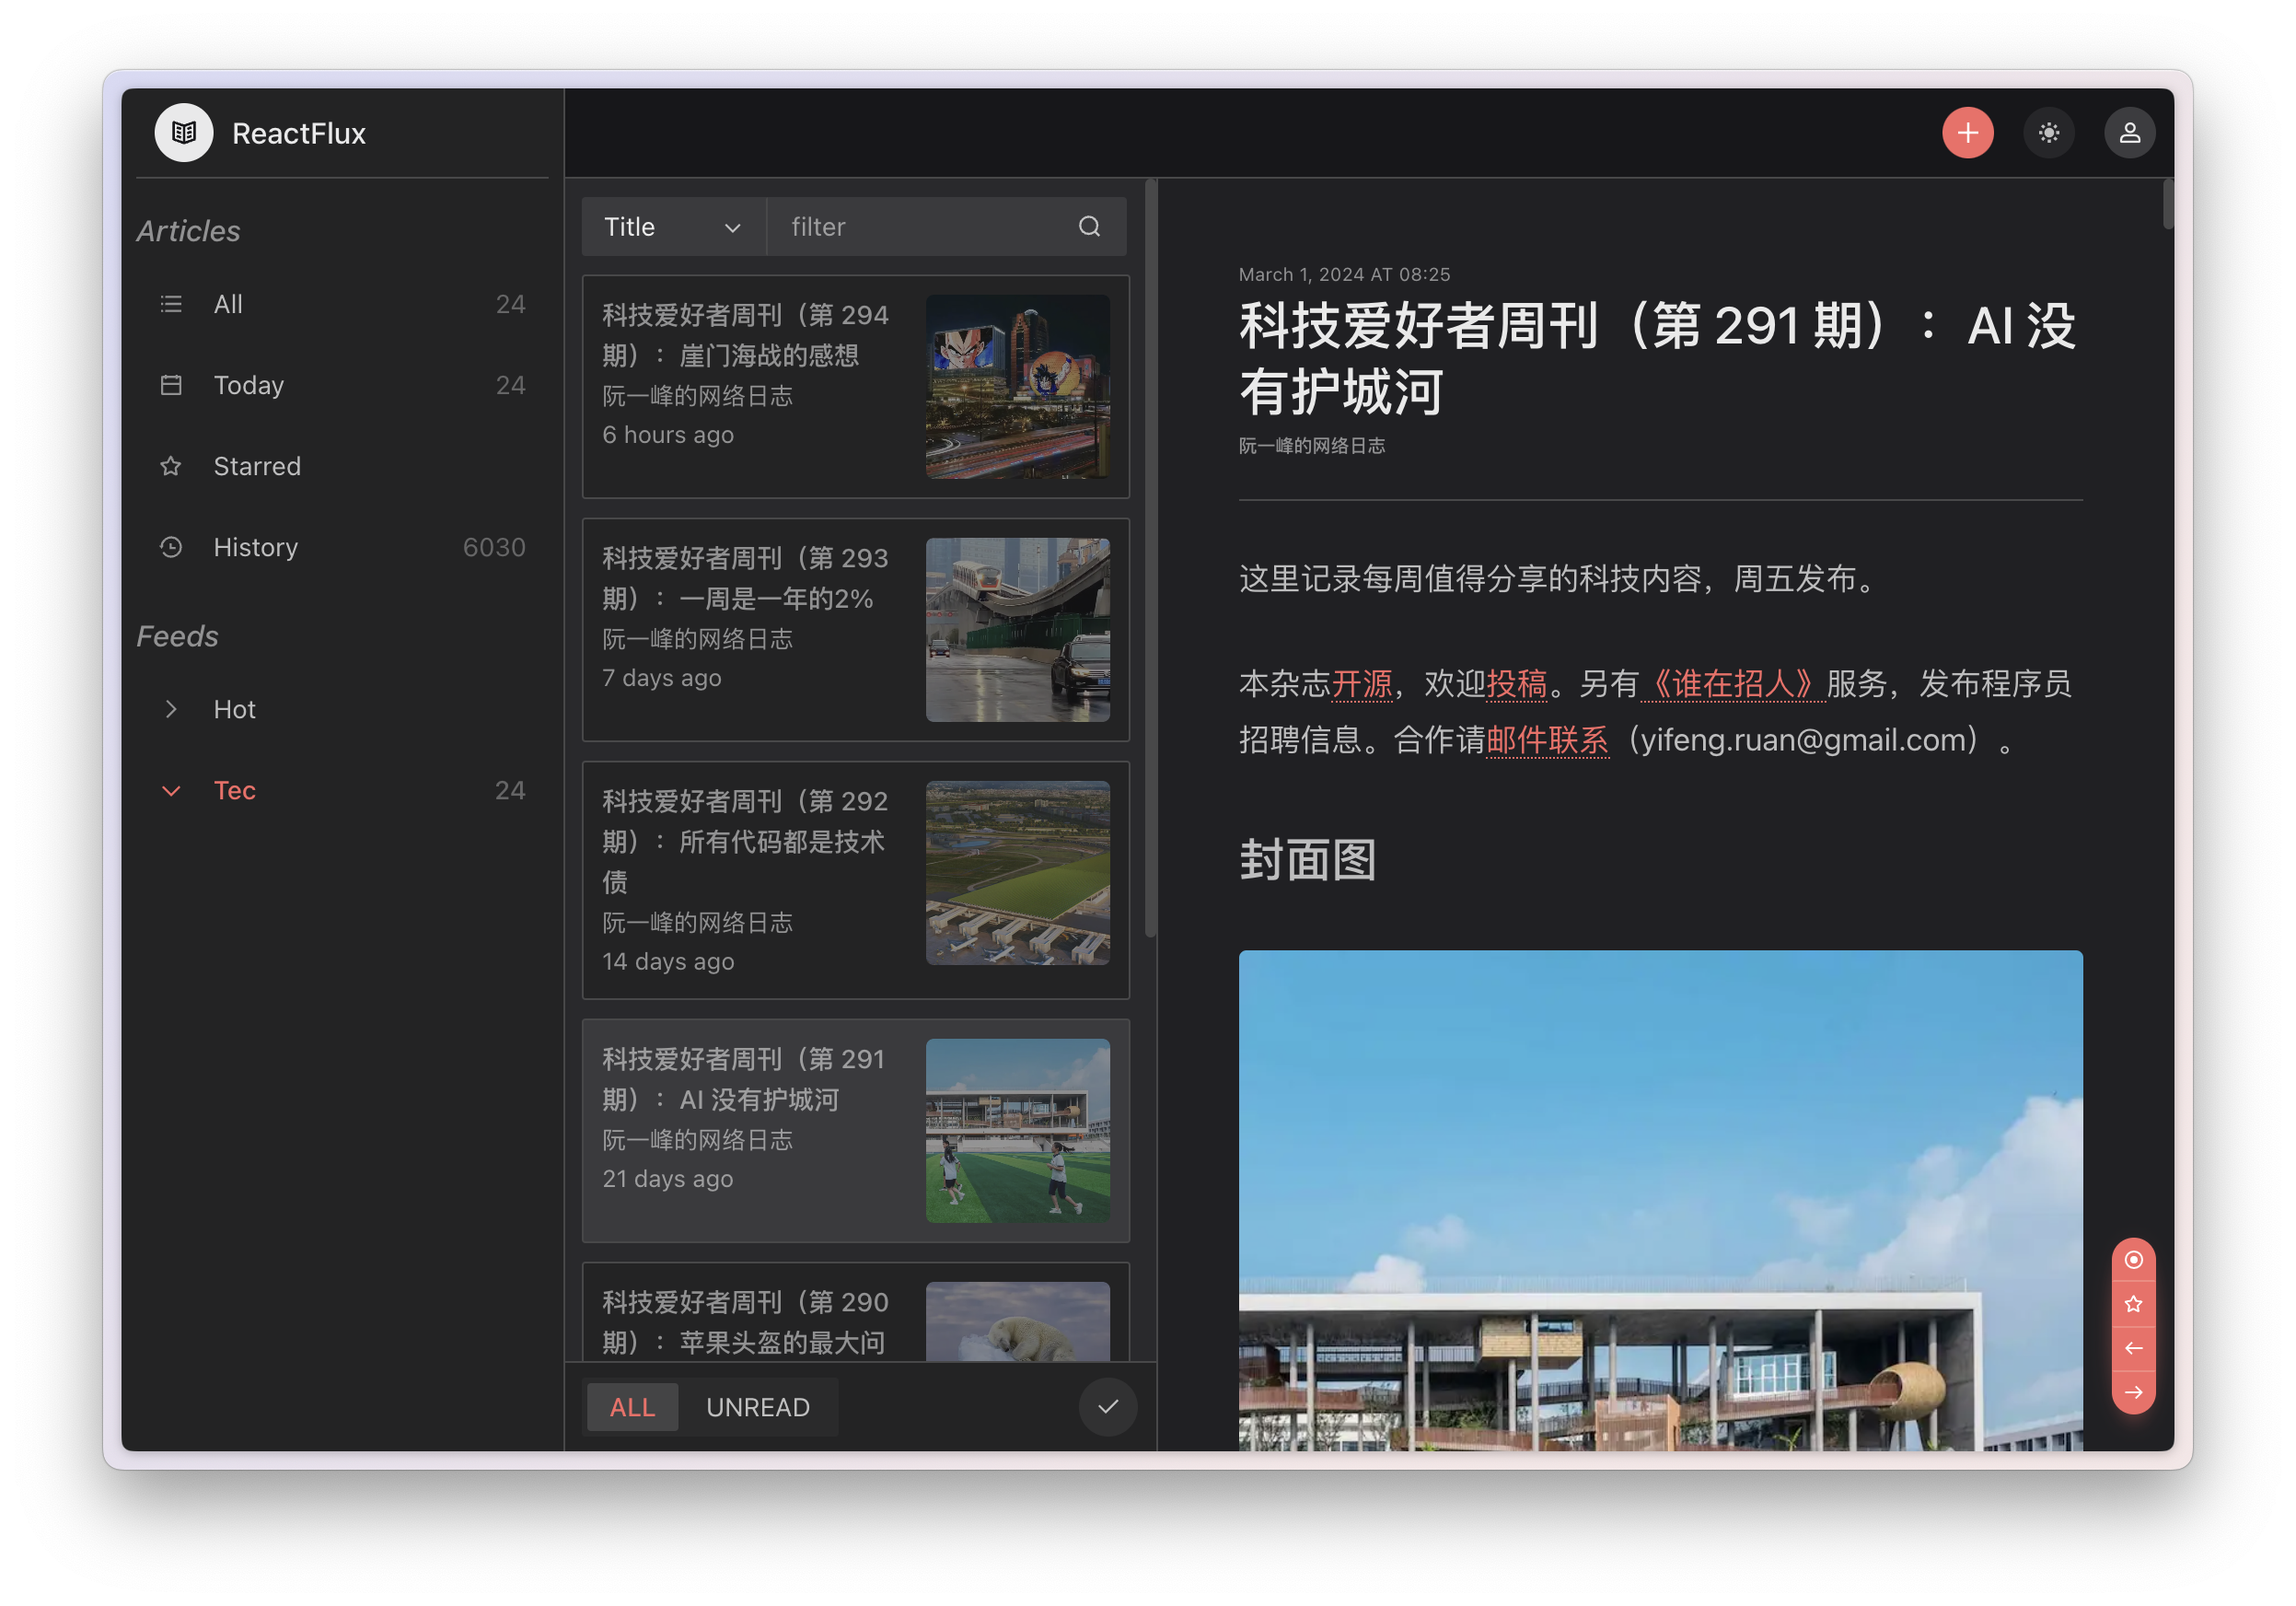 ReactFlux
Articles
All 24
Today 24
Starred
History 6030
Feeds
Hot
Tec 24
Title
filter
科技爱好者周刊（第 294
期）：崖门海战的感想
阮一峰的网络日志
6 hours ago
科技爱好者周刊（第 293
期）：一周是一年的2%
阮一峰的网络日志
7 days ago
科技爱好者周刊（第 292
期）：所有代码都是技术
债
阮一峰的网络日志
14 days ago
科技爱好者周刊（第 291
期）：AI 没有护城河
阮一峰的网络日志
21 days ago
科技爱好者周刊（第 290
期）：苹果头盔的最大问
ALL UNREAD
March 1, 2024 AT 08:25
科技爱好者周刊（第 291 期）：AI 没
有护城河
阮一峰的网络日志
这里记录每周值得分享的科技内容，周五发布。
本杂志开源，欢迎投稿。另有《谁在招人》服务，发布程序员
招聘信息。合作请邮件联系（yifeng.ruan@gmail.com）。
封面图